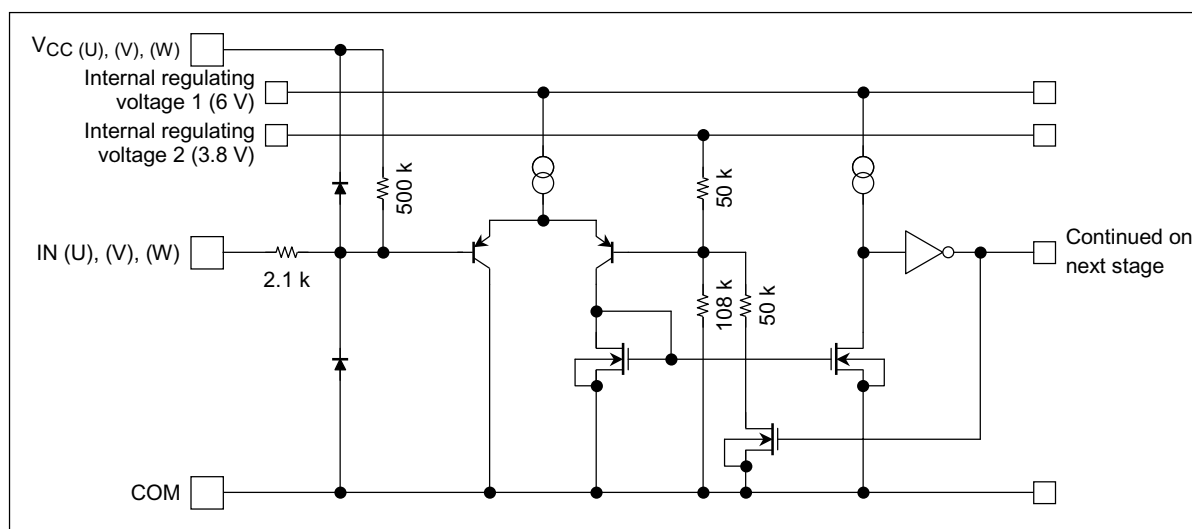 VCC (U), (V), (W)
Internal regulating
voltage 1 (6 V)
Internal regulating
voltage 2 (3.8 V)
500 k
50 k
IN (U), (V), (W)
2.1 k
108 k
50 k
Continued on
next stage
COM